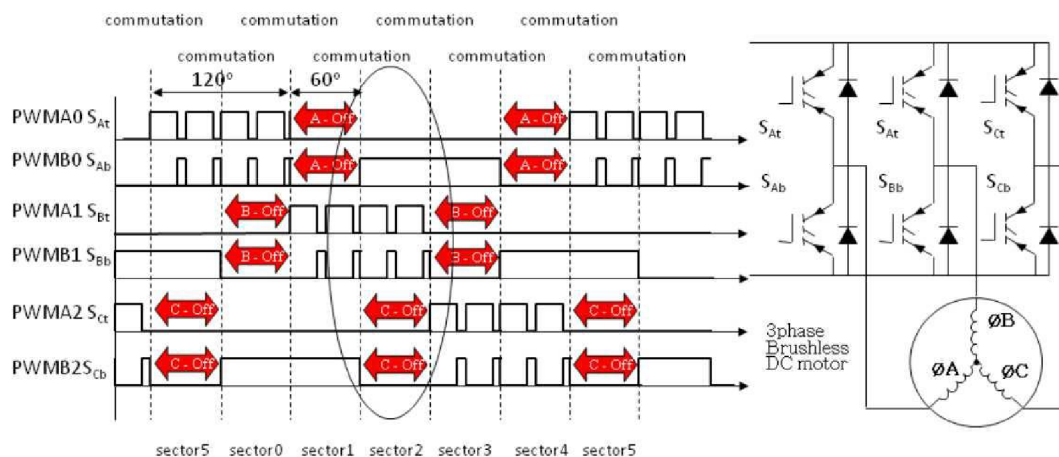 commutation commutation commutation commutation
commutation commutation commutation commutation
120° 60°
PWMA0 SAt A - Off A - Off
PWMB0 SAb A - Off A - Off
PWMA1 SBt B - Off B - Off
PWMB1 SBb B - Off B - Off
PWMA2 SCt C - Off C - Off C - Off
PWMB2SCb C - Off C - Off C - Off
sector5 sector0 sector1 sector2 sector3 sector4 sector5
SAt SAt SCt
SAb SBb SCb
3phase
Brushless
DC motor
ØB
ØA ØC